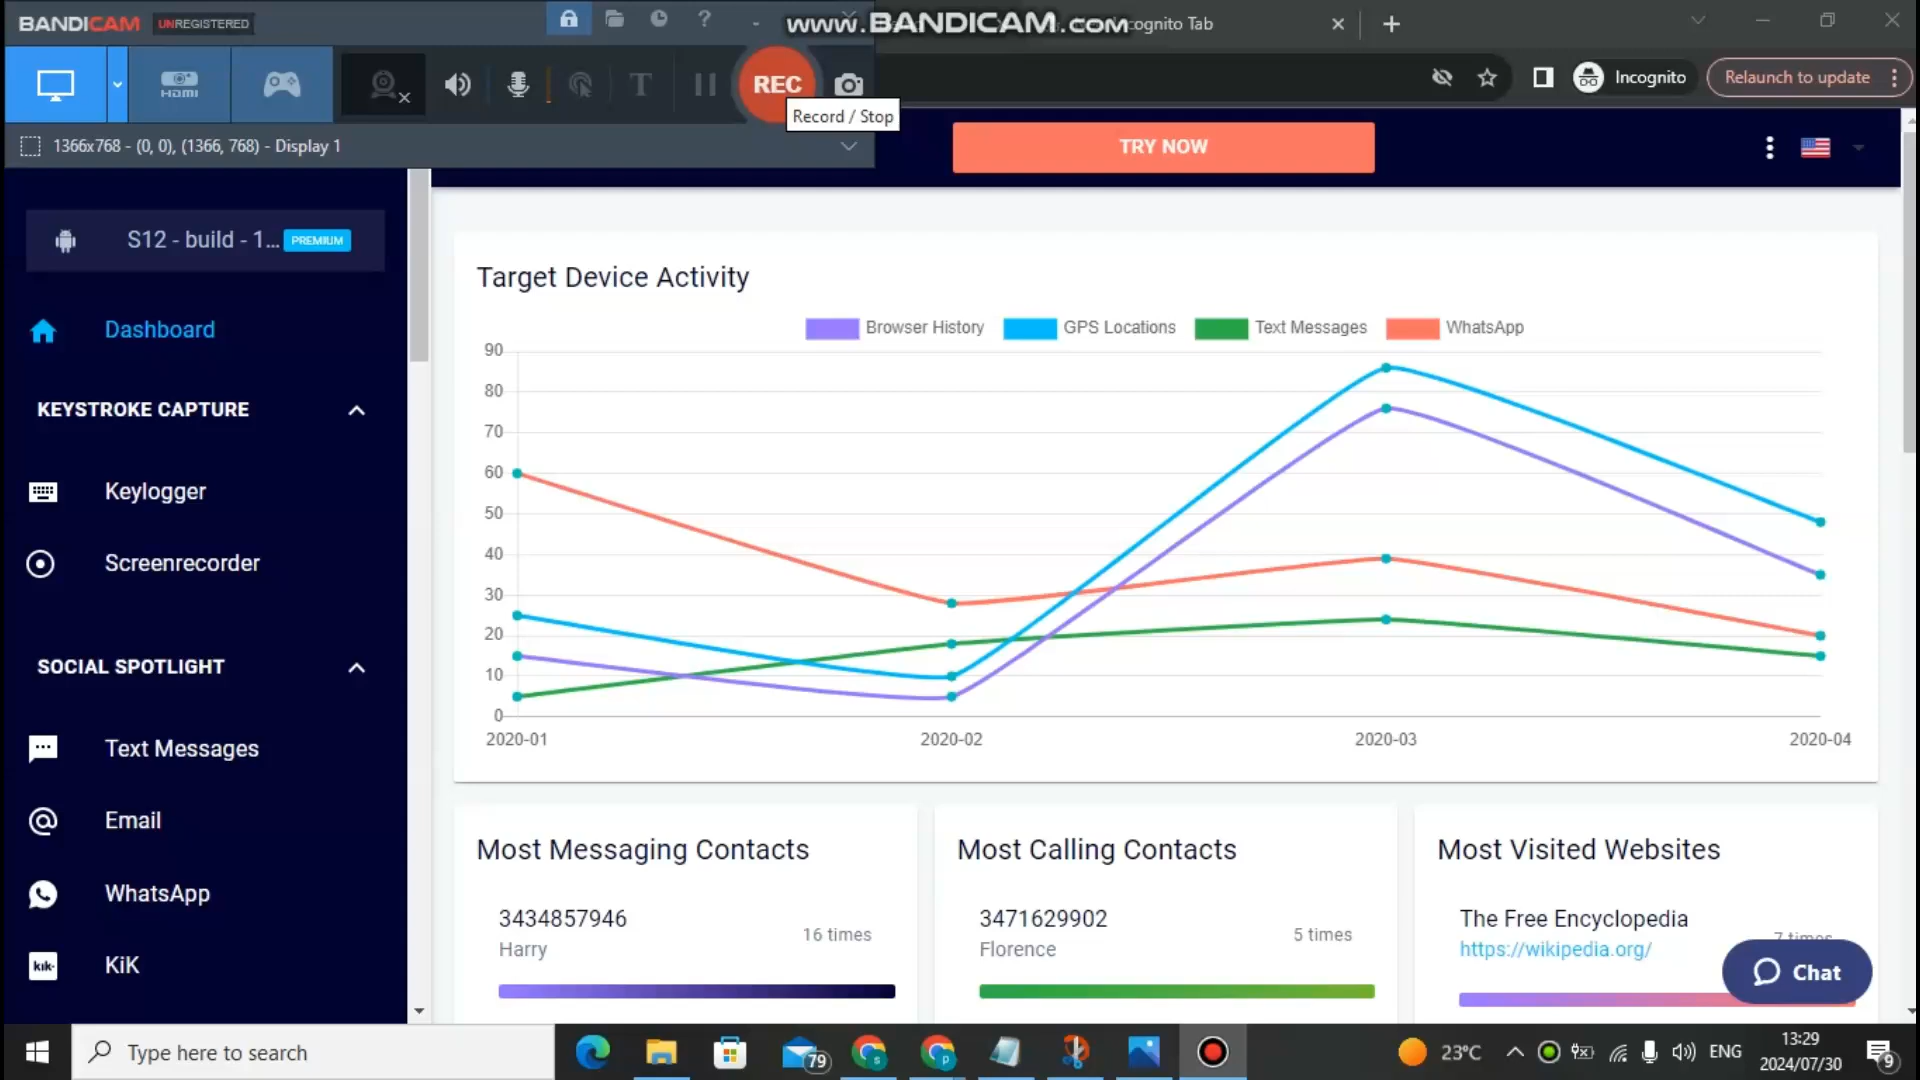 BANDICAM UNREGISTERED
www.BANDICAM.com
cognito Tab
HDMI
REC
Record / Stop
Incognito
Relaunch to update
1366x768 - (0, 0), (1366, 768) - Display 1
TRY NOW
S12 - build - 1... PREMIUM
Dashboard
KEYSTROKE CAPTURE
Keylogger
Screenrecorder
SOCIAL SPOTLIGHT
Text Messages
Email
WhatsApp
kik·
KiK
Target Device Activity
Browser History
GPS Locations
Text Messages
WhatsApp
90
80
70
60
50
40
30
20
10
0
2020-01
2020-02
2020-03
2020-04
Most Messaging Contacts
3434857946
Harry
16 times
Most Calling Contacts
3471629902
Florence
5 times
Most Visited Websites
The Free Encyclopedia
https://wikipedia.org/
7 times
Chat
Type here to search
79
s
p
23°C
ENG
13:29
2024/07/30
9